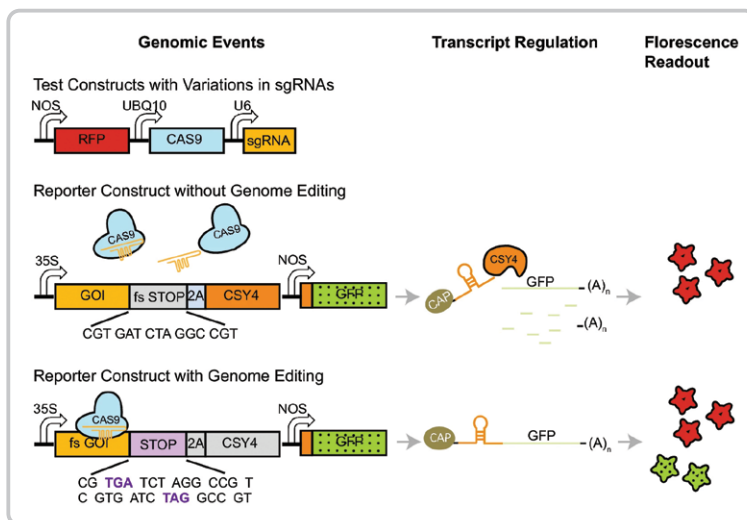 Genomic Events
Transcript Regulation
Florescence
Readout
Test Constructs with Variations in sgRNAs
NOS UBQ10 U6
RFP CAS9 sgRNA
Reporter Construct without Genome Editing
CAS9 CAS9
35S NOS
GOI fs STOP 2A CSY4 GFP
CGT GAT CTA GGC CGT
CSY4
CAP GFP (A)n
(A)n
Reporter Construct with Genome Editing
35S CAS9 NOS
fs GOI STOP 2A CSY4 GFP
CG TGA TCT AGG CCG T
C GTG ATC TAG GCC GT
CAP GFP (A)n